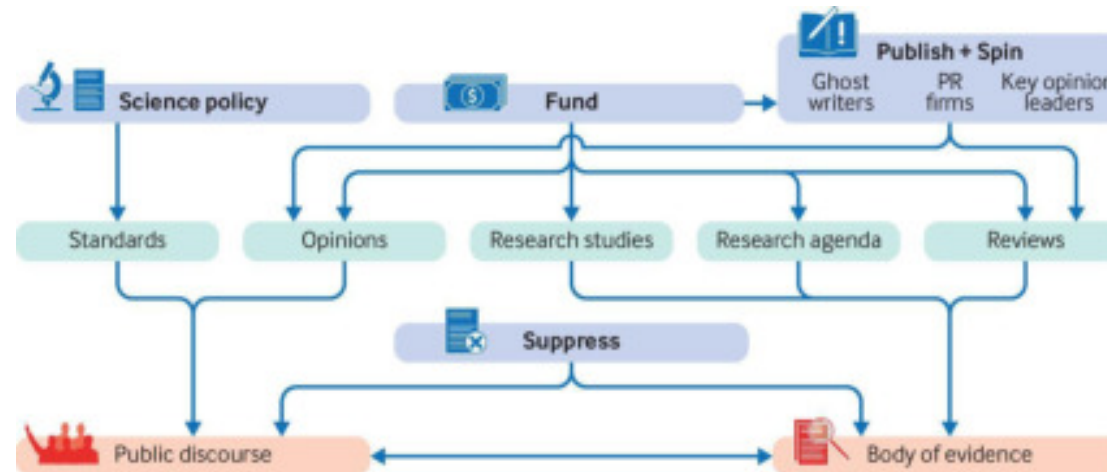 Publish + Spin
Science policy
Fund
Ghost
writers
PR
firms
Key opinion
leaders
Standards
Opinions
Research studies
Research agenda
Reviews
Suppress
Public discourse
Body of evidence